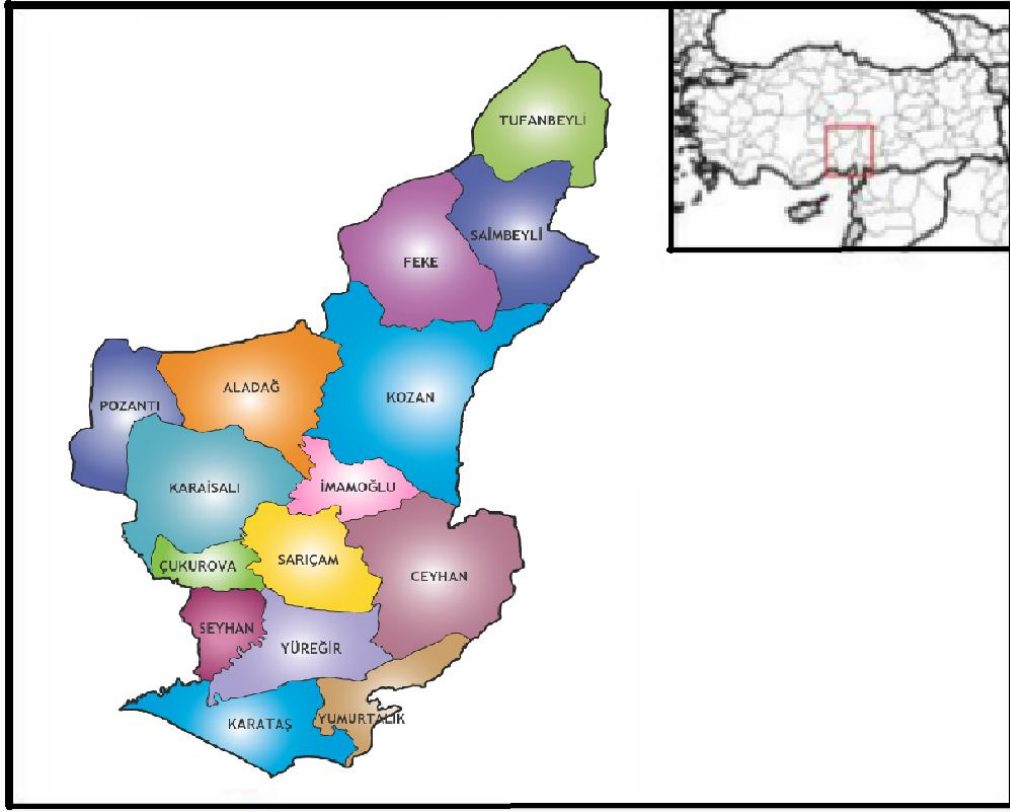 TUFANBEYLİ
SAİMBEYLİ
FEKE
ALADAĞ
KOZAN
POZANTI
KARAİSALI
İMAMOĞLU
ÇUKUROVA
SARIÇAM
CEYHAN
SEYHAN
YÜREĞİR
KARATAŞ
YUMURTALIK